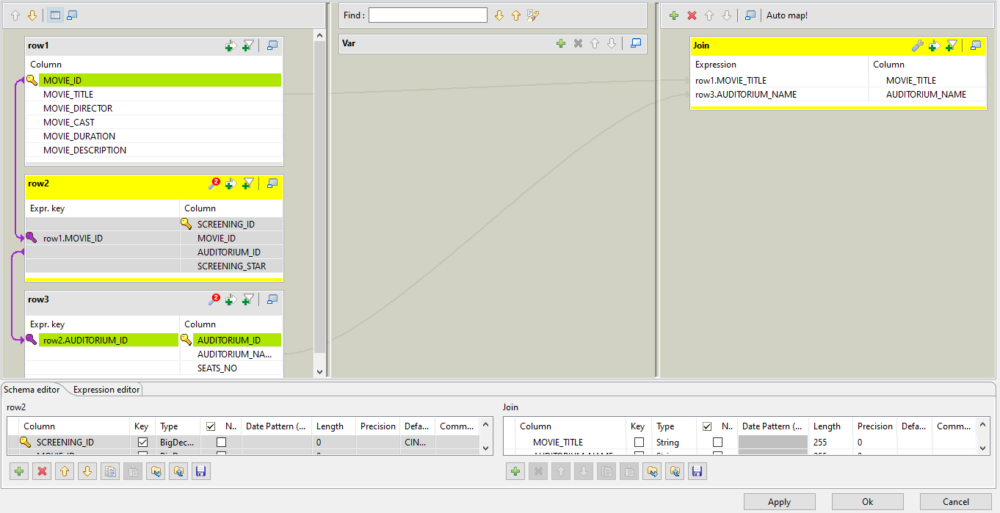 Find :
Auto map!
row1
Column
MOVIE_ID
MOVIE_TITLE
MOVIE_DIRECTOR
MOVIE_CAST
MOVIE_DURATION
MOVIE_DESCRIPTION
row2
2
Expr. key Column
SCREENING_ID
row1.MOVIE_ID MOVIE_ID
AUDITORIUM_ID
SCREENING_STAR
row3
2
Expr. key Column
row2.AUDITORIUM_ID AUDITORIUM_ID
AUDITORIUM_NA...
SEATS_NO
Var
Join
Expression Column
row1.MOVIE_TITLE MOVIE_TITLE
row3.AUDITORIUM_NAME AUDITORIUM_NAME
Schema editor Expression editor
row2
Column Key Type N.. Date Pattern (... Length Precision Defa... Comm...
SCREENING_ID BigDec... 0 CIN...
Join
Column Key Type N.. Date Pattern (... Length Precision Defa... Comm...
MOVIE_TITLE String 255 0
Apply Ok Cancel